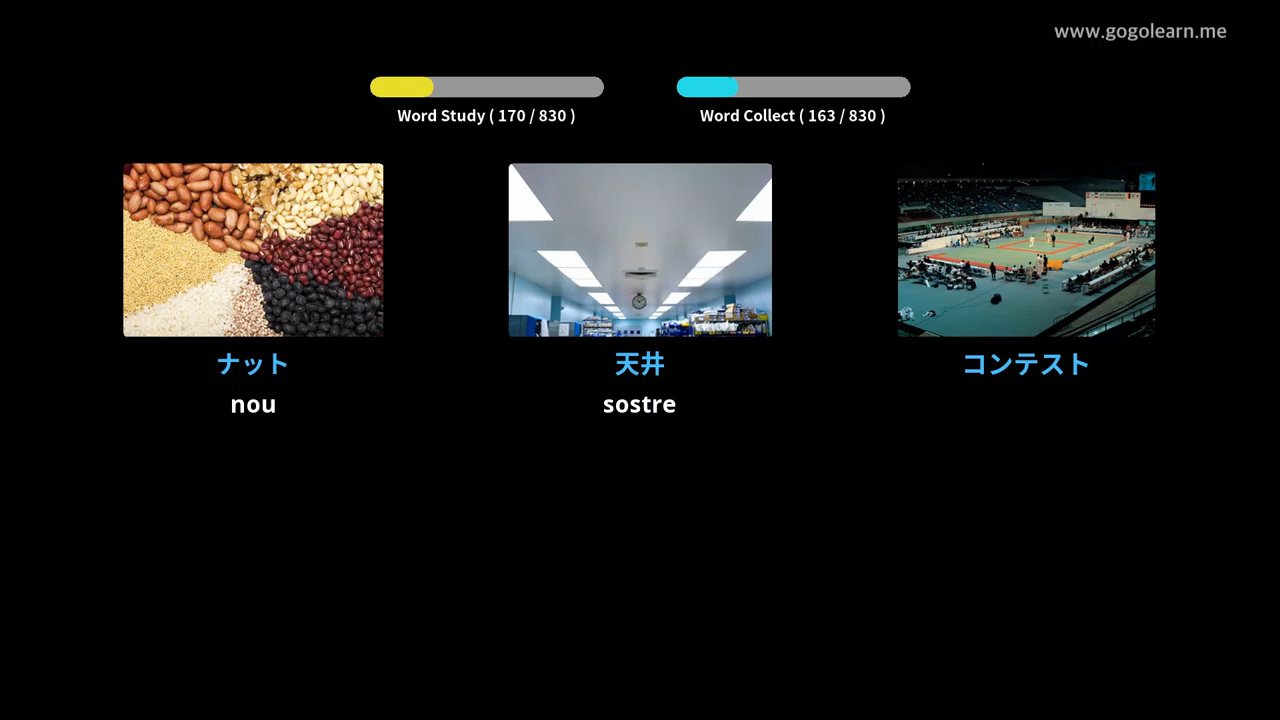 www.gogolearn.me
Word Study ( 170 / 830 )
Word Collect ( 163 / 830 )
ナット
天井
コンテスト
nou
sostre